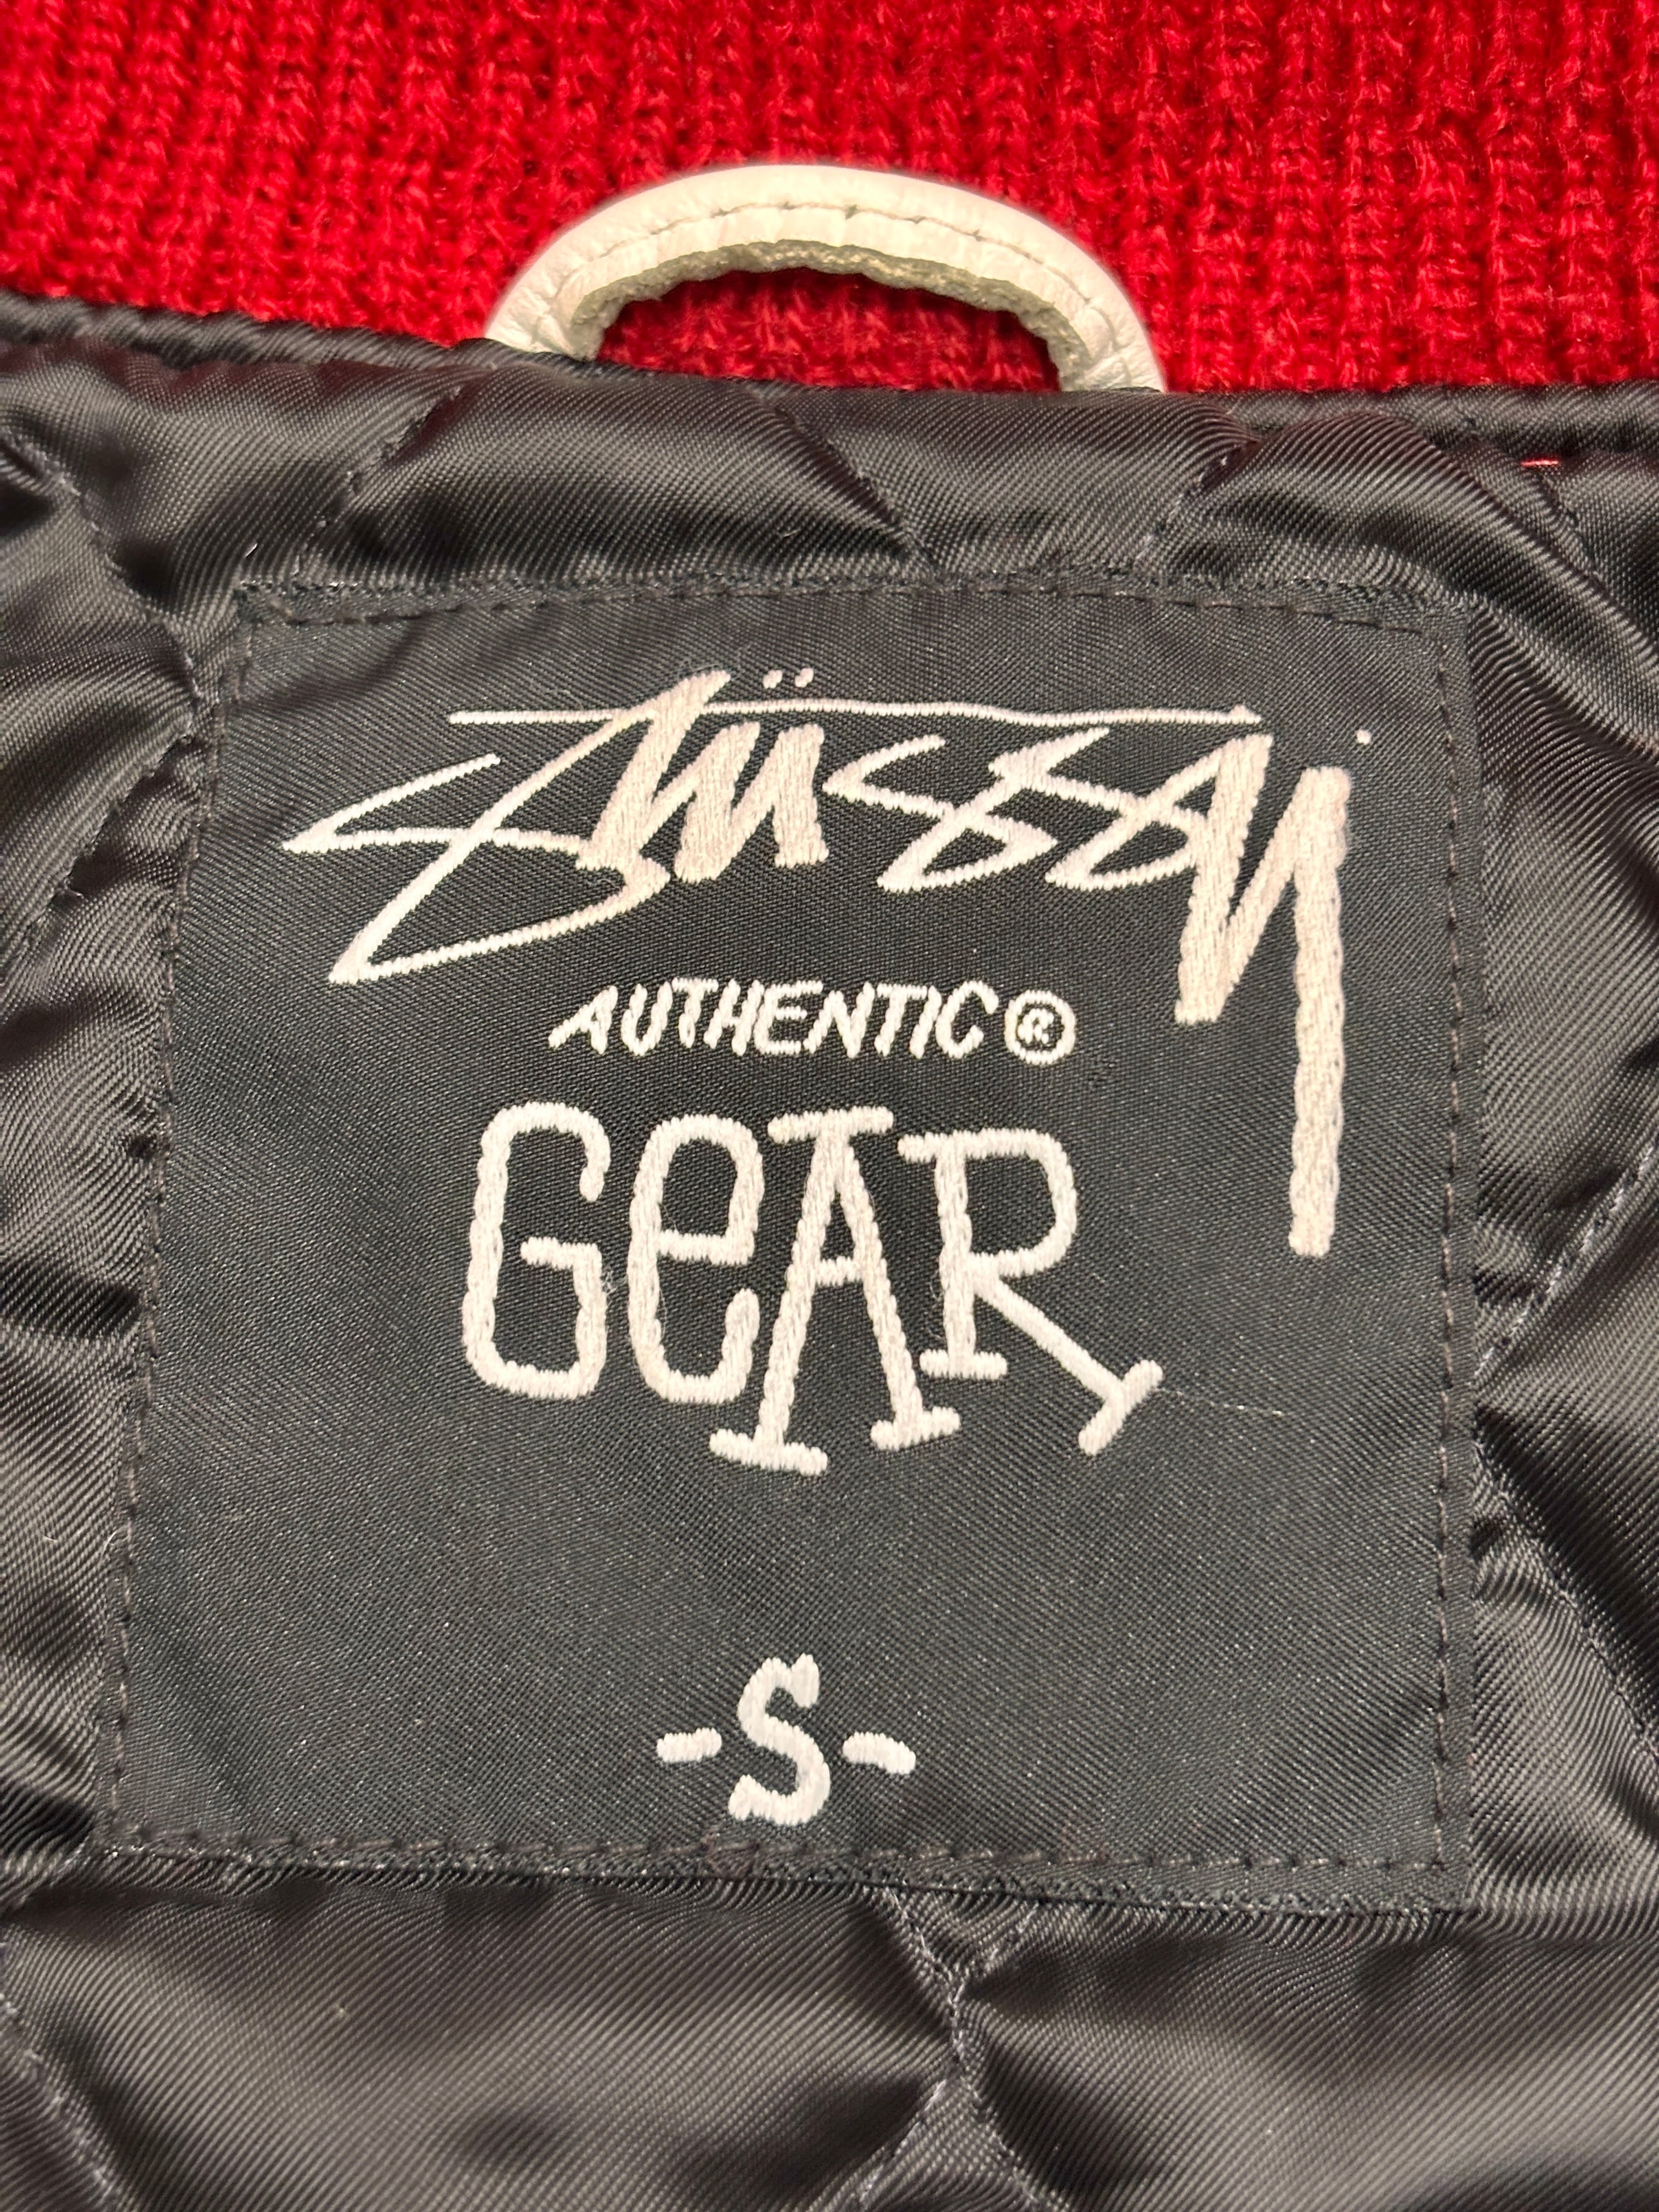 Stüssy
AUTHENTIC®
GeAR
-S-